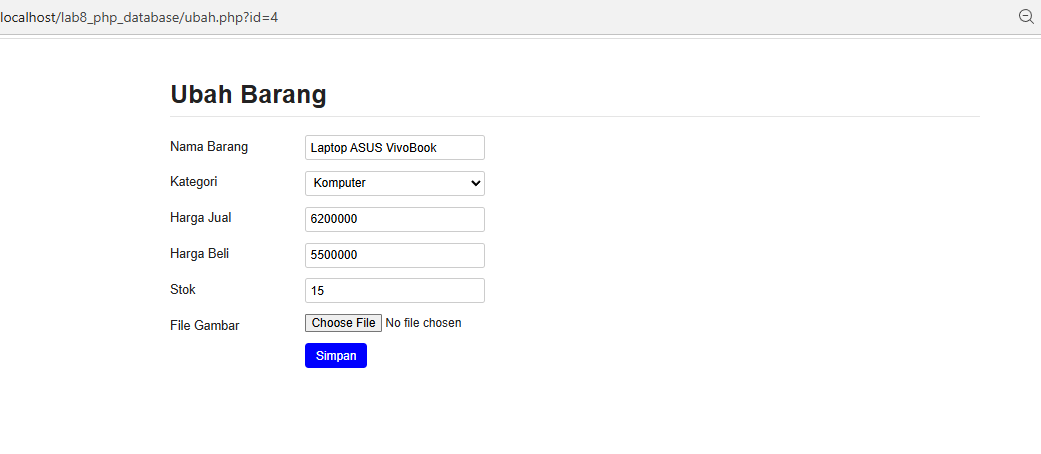 localhost/lab8_php_database/ubah.php?id=4
Ubah Barang
Nama Barang Laptop ASUS VivoBook
Kategori Komputer
Harga Jual 6200000
Harga Beli 5500000
Stok 15
File Gambar Choose File No file chosen
Simpan